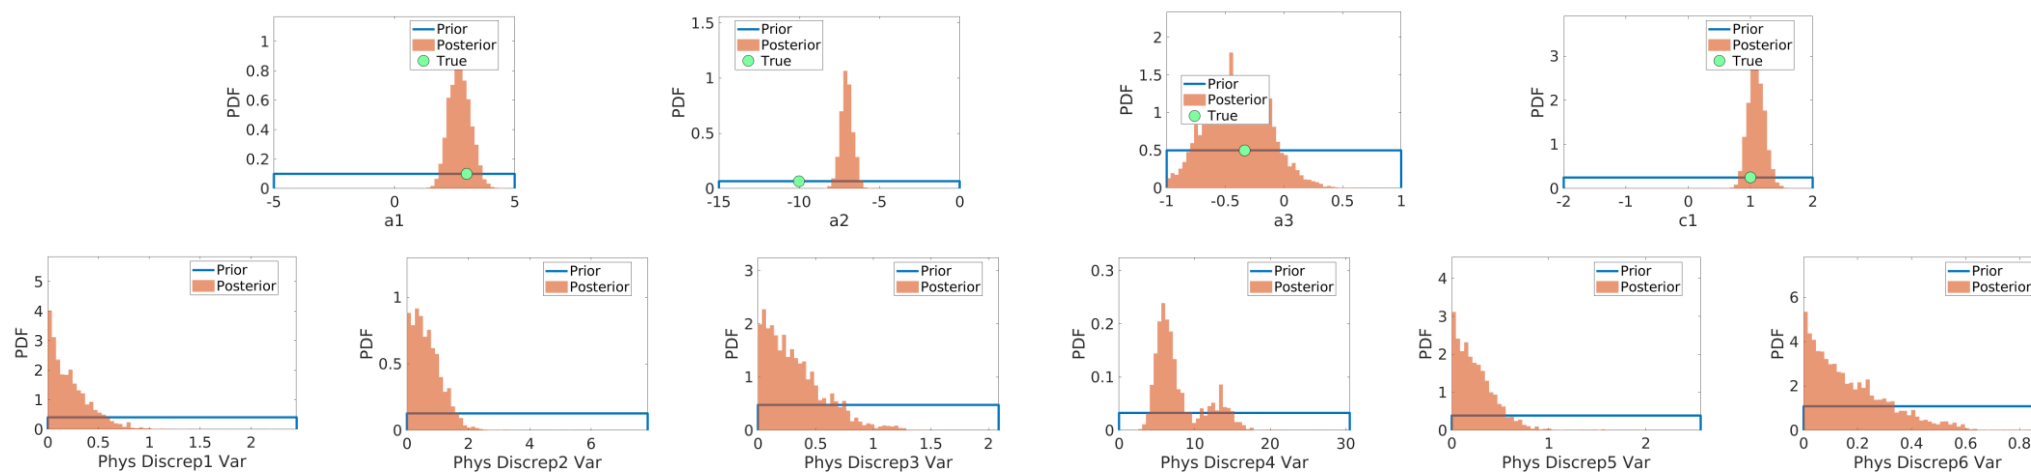 Prior
Posterior
True
1
0.8
0.6
0.4
0.2
0
PDF
-5
0
5
a1
Prior
Posterior
True
1.5
1
0.5
0
PDF
-15
-10
-5
0
a2
Prior
Posterior
True
2
1.5
1
0.5
0
PDF
-1
-0.5
0
0.5
1
a3
Prior
Posterior
True
3
2
1
0
PDF
-2
-1
0
1
2
c1
Prior
Posterior
5
4
3
2
1
0
PDF
0
0.5
1
1.5
2
Phys Discrep1 Var
Prior
Posterior
1
0.5
0
PDF
0
2
4
6
Phys Discrep2 Var
Prior
Posterior
3
2
1
0
PDF
0
0.5
1
1.5
2
Phys Discrep3 Var
Prior
Posterior
0.3
0.2
0.1
0
PDF
0
10
20
30
Phys Discrep4 Var
Prior
Posterior
4
3
2
1
0
PDF
0
1
2
Phys Discrep5 Var
Prior
Posterior
6
4
2
0
PDF
0
0.2
0.4
0.6
0.8
Phys Discrep6 Var